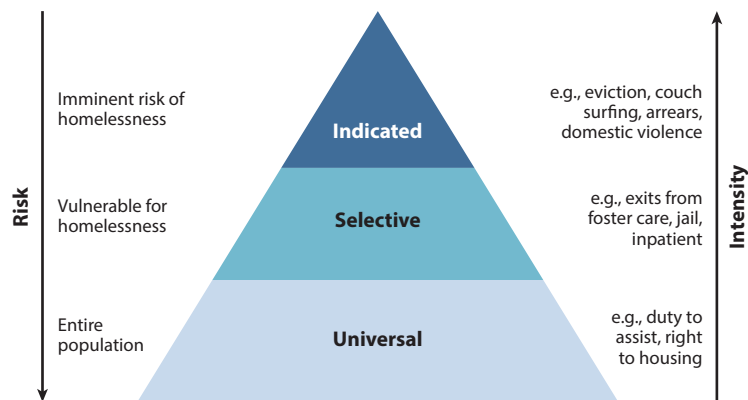 Risk
Imminent risk of
homelessness
Indicated
e.g., eviction, couch
surfing, arrears,
domestic violence
Vulnerable for
homelessness
Selective
e.g., exits from
foster care, jail,
inpatient
Entire
population
Universal
e.g., duty to
assist, right
to housing
Intensity